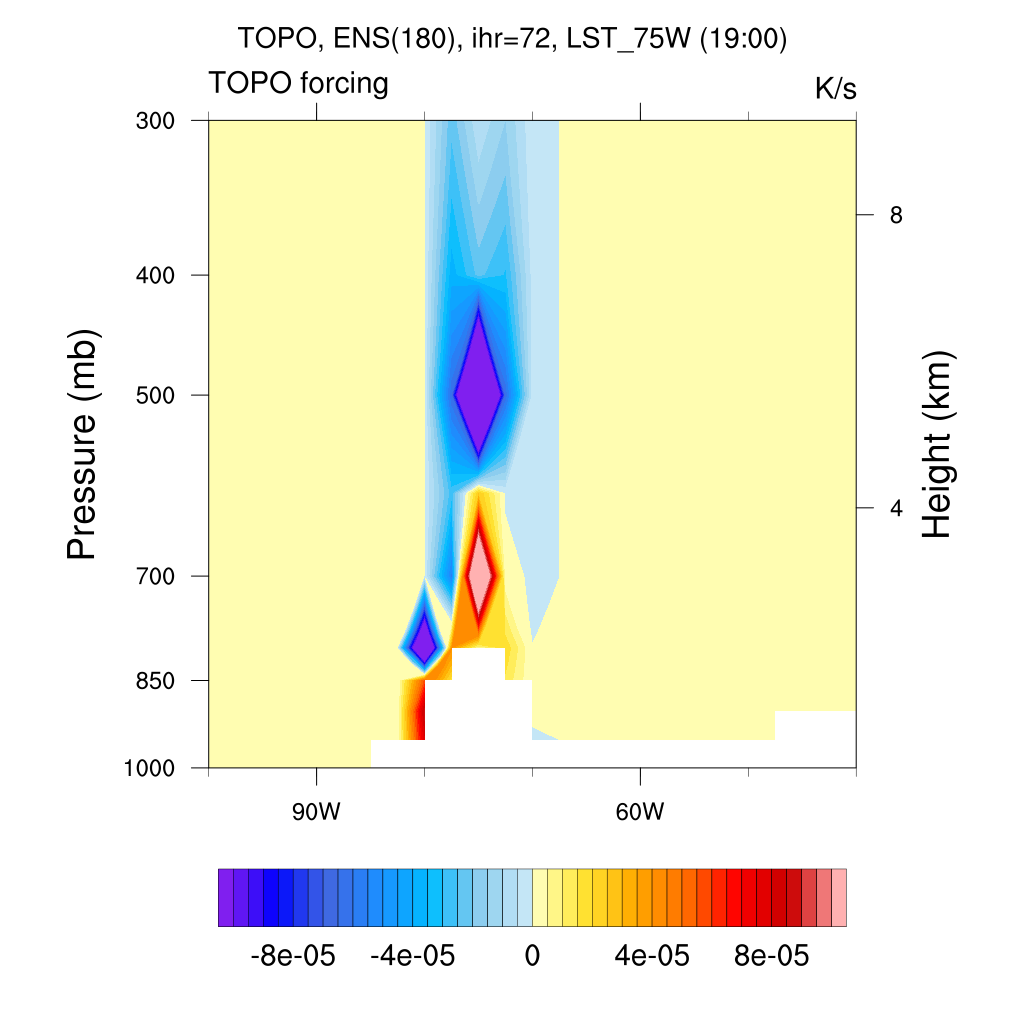 TOPO, ENS(180), ihr=72, LST_75W (19:00)
TOPO forcing
K/s
300
400
500
700
850
1000
Pressure (mb)
8
4
Height (km)
90W
60W
-8e-05
-4e-05
0
4e-05
8e-05